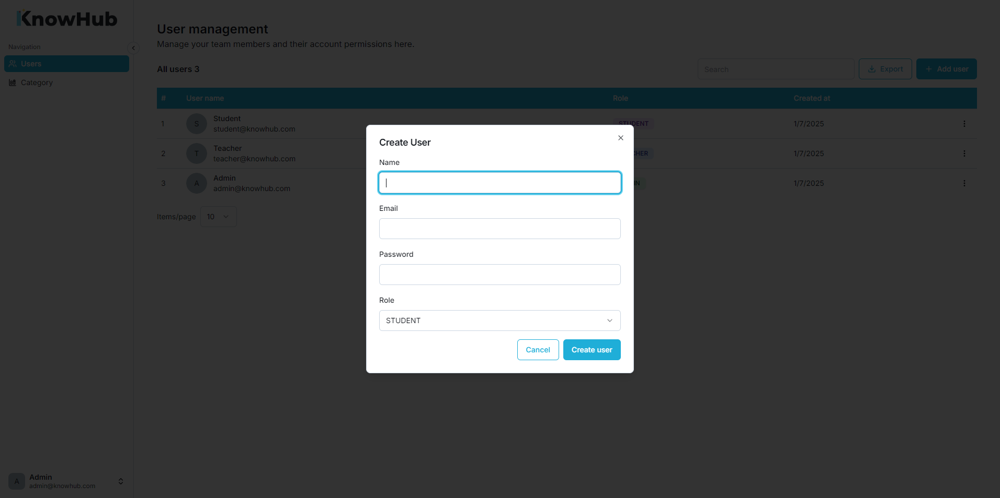 KnowHub
Navigation
Users
Category
User management
Manage your team members and their account permissions here.
All users 3
Search
Export
Add user
# User name Role Created at
1 S Student STUDENT 1/7/2025
student@knowhub.com
2 T Teacher CHER 1/7/2025
teacher@knowhub.com
3 A Admin IN 1/7/2025
admin@knowhub.com
Items/page 10
Create User
Name
Email
Password
Role
STUDENT
Cancel
Create user
A Admin
admin@knowhub.com